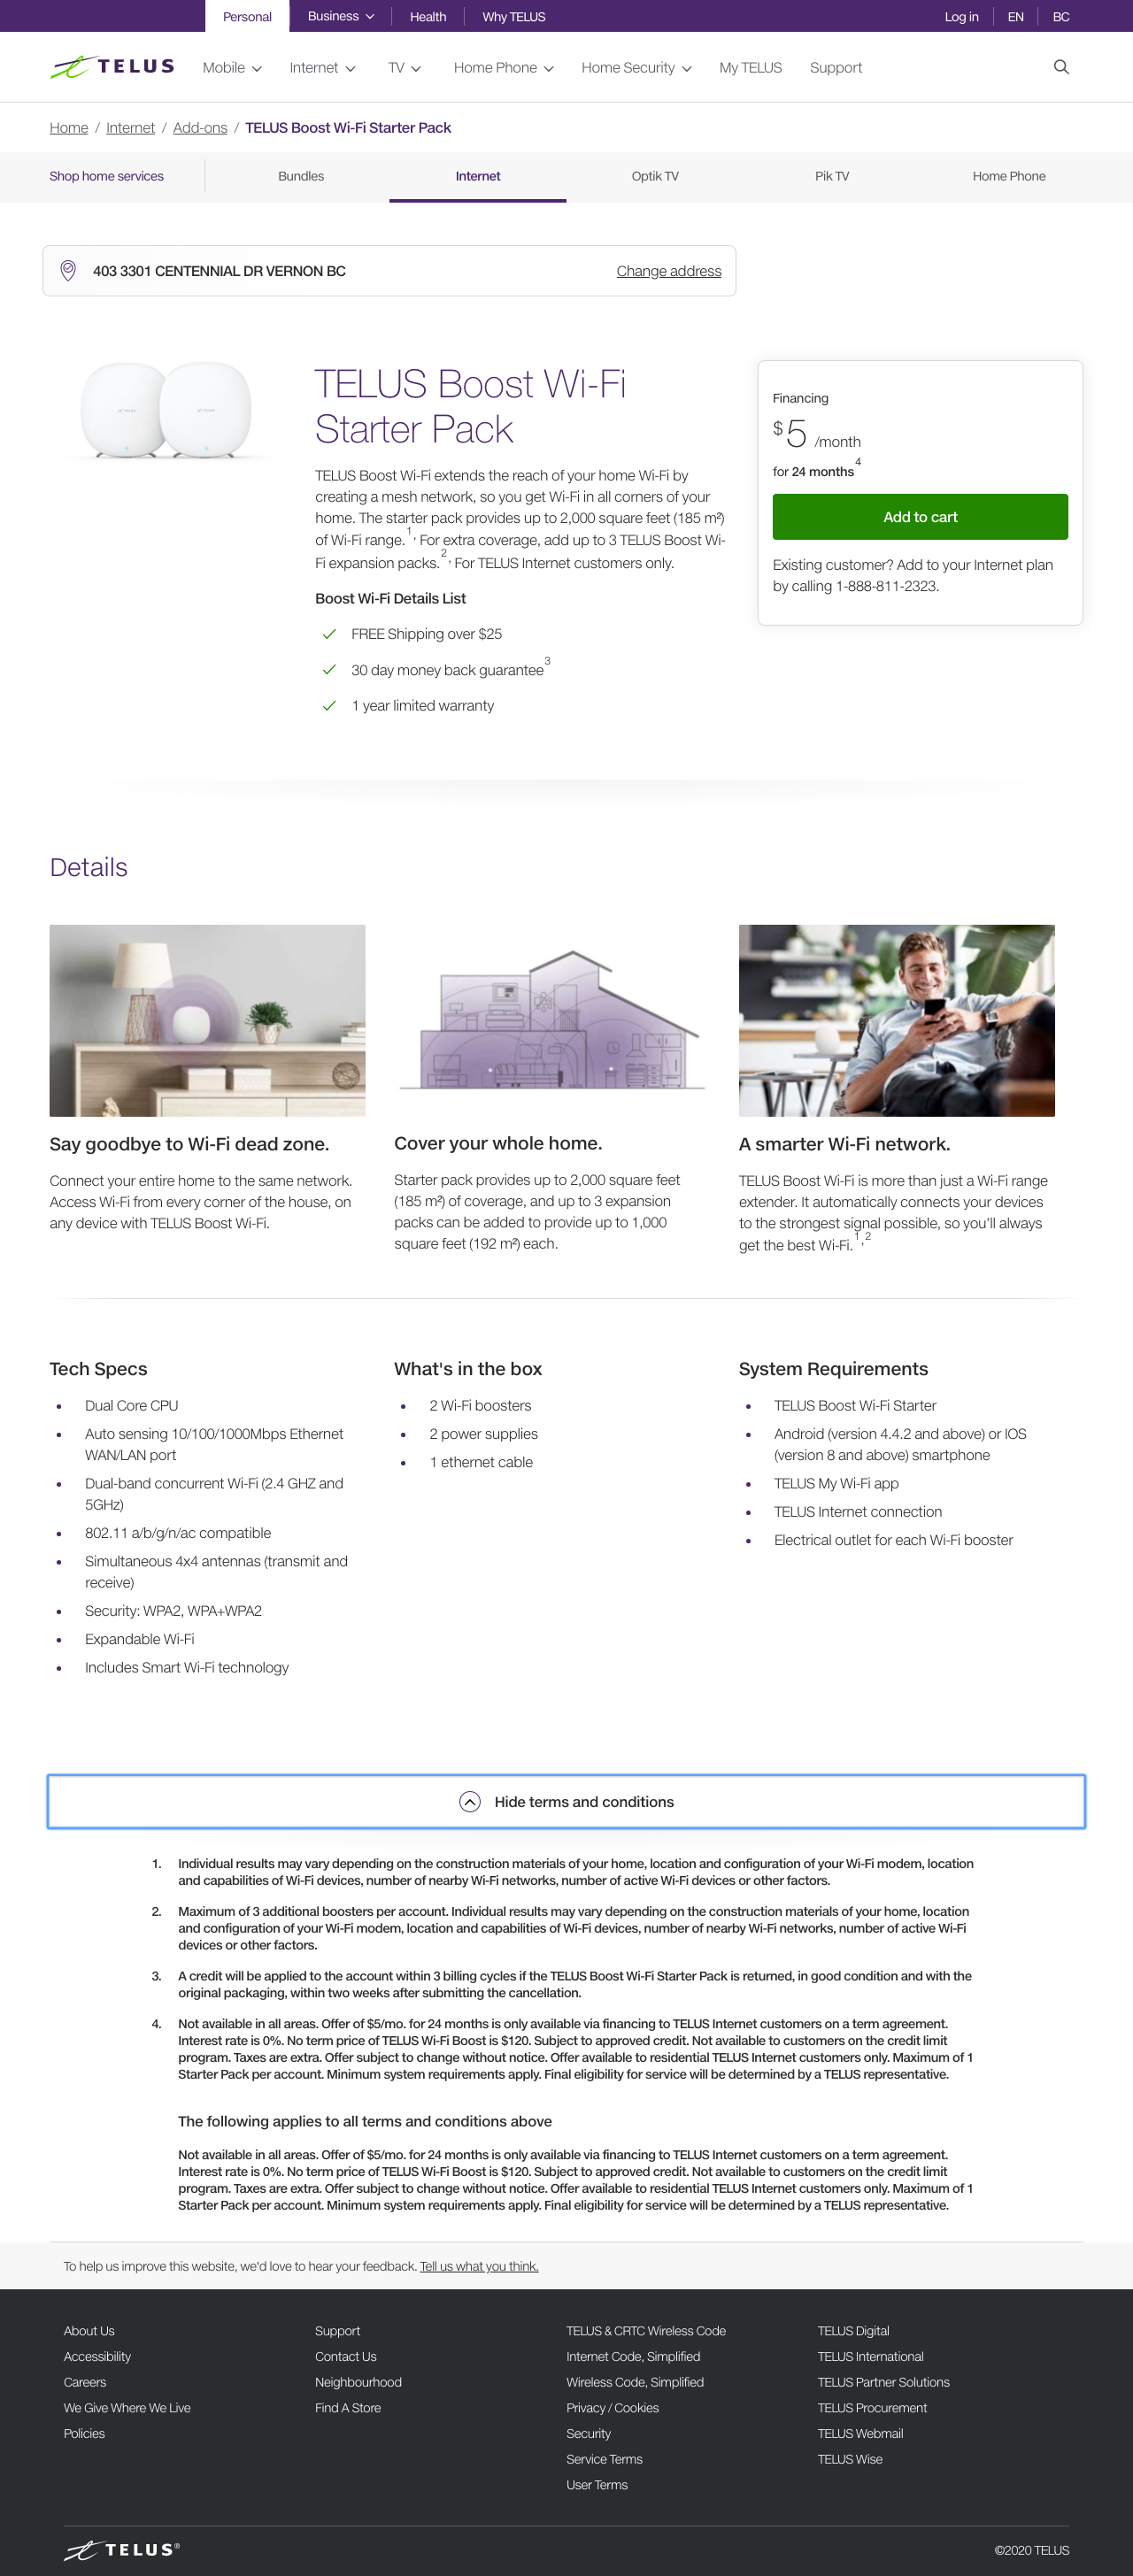 Personal Business Health Why TELUS Log in EN BC
TELUS Mobile Internet TV Home Phone Home Security My TELUS Support
Home / Internet / Add-ons / TELUS Boost Wi-Fi Starter Pack
Shop home services Bundles Internet Optik TV Pik TV Home Phone
403 3301 CENTENNIAL DR VERNON BC Change address
TELUS Boost Wi-Fi
Starter Pack
TELUS Boost Wi-Fi extends the reach of your home Wi-Fi by
creating a mesh network, so you get Wi-Fi in all corners of your
home. The starter pack provides up to 2,000 square feet (185 m²)
of Wi-Fi range.1, For extra coverage, add up to 3 TELUS Boost Wi-
Fi expansion packs.2, For TELUS Internet customers only.
Boost Wi-Fi Details List
FREE Shipping over $25
30 day money back guarantee3
1 year limited warranty
Financing
$5 /month
for 24 months4
Add to cart
Existing customer? Add to your Internet plan
by calling 1-888-811-2323.
Details
Say goodbye to Wi-Fi dead zone.
Connect your entire home to the same network.
Access Wi-Fi from every corner of the house, on
any device with TELUS Boost Wi-Fi.
Cover your whole home.
Starter pack provides up to 2,000 square feet
(185 m²) of coverage, and up to 3 expansion
packs can be added to provide up to 1,000
square feet (192 m²) each.
A smarter Wi-Fi network.
TELUS Boost Wi-Fi is more than just a Wi-Fi range
extender. It automatically connects your devices
to the strongest signal possible, so you'll always
get the best Wi-Fi.1,2
Tech Specs
Dual Core CPU
Auto sensing 10/100/1000Mbps Ethernet
WAN/LAN port
Dual-band concurrent Wi-Fi (2.4 GHZ and
5GHz)
802.11 a/b/g/n/ac compatible
Simultaneous 4x4 antennas (transmit and
receive)
Security: WPA2, WPA+WPA2
Expandable Wi-Fi
Includes Smart Wi-Fi technology
What's in the box
2 Wi-Fi boosters
2 power supplies
1 ethernet cable
System Requirements
TELUS Boost Wi-Fi Starter
Android (version 4.4.2 and above) or IOS
(version 8 and above) smartphone
TELUS My Wi-Fi app
TELUS Internet connection
Electrical outlet for each Wi-Fi booster
Hide terms and conditions
1. Individual results may vary depending on the construction materials of your home, location and configuration of your Wi-Fi modem, location
and capabilities of Wi-Fi devices, number of nearby Wi-Fi networks, number of active Wi-Fi devices or other factors.
2. Maximum of 3 additional boosters per account. Individual results may vary depending on the construction materials of your home, location
and configuration of your Wi-Fi modem, location and capabilities of Wi-Fi devices, number of nearby Wi-Fi networks, number of active Wi-Fi
devices or other factors.
3. A credit will be applied to the account within 3 billing cycles if the TELUS Boost Wi-Fi Starter Pack is returned, in good condition and with the
original packaging, within two weeks after submitting the cancellation.
4. Not available in all areas. Offer of $5/mo. for 24 months is only available via financing to TELUS Internet customers on a term agreement.
Interest rate is 0%. No term price of TELUS Wi-Fi Boost is $120. Subject to approved credit. Not available to customers on the credit limit
program. Taxes are extra. Offer subject to change without notice. Offer available to residential TELUS Internet customers only. Maximum of 1
Starter Pack per account. Minimum system requirements apply. Final eligibility for service will be determined by a TELUS representative.
The following applies to all terms and conditions above
Not available in all areas. Offer of $5/mo. for 24 months is only available via financing to TELUS Internet customers on a term agreement.
Interest rate is 0%. No term price of TELUS Wi-Fi Boost is $120. Subject to approved credit. Not available to customers on the credit limit
program. Taxes are extra. Offer subject to change without notice. Offer available to residential TELUS Internet customers only. Maximum of 1
Starter Pack per account. Minimum system requirements apply. Final eligibility for service will be determined by a TELUS representative.
To help us improve this website, we'd love to hear your feedback. Tell us what you think.
About Us
Accessibility
Careers
We Give Where We Live
Policies
Support
Contact Us
Neighbourhood
Find A Store
TELUS & CRTC Wireless Code
Internet Code, Simplified
Wireless Code, Simplified
Privacy / Cookies
Security
Service Terms
User Terms
TELUS Digital
TELUS International
TELUS Partner Solutions
TELUS Procurement
TELUS Webmail
TELUS Wise
TELUS® ©2020 TELUS